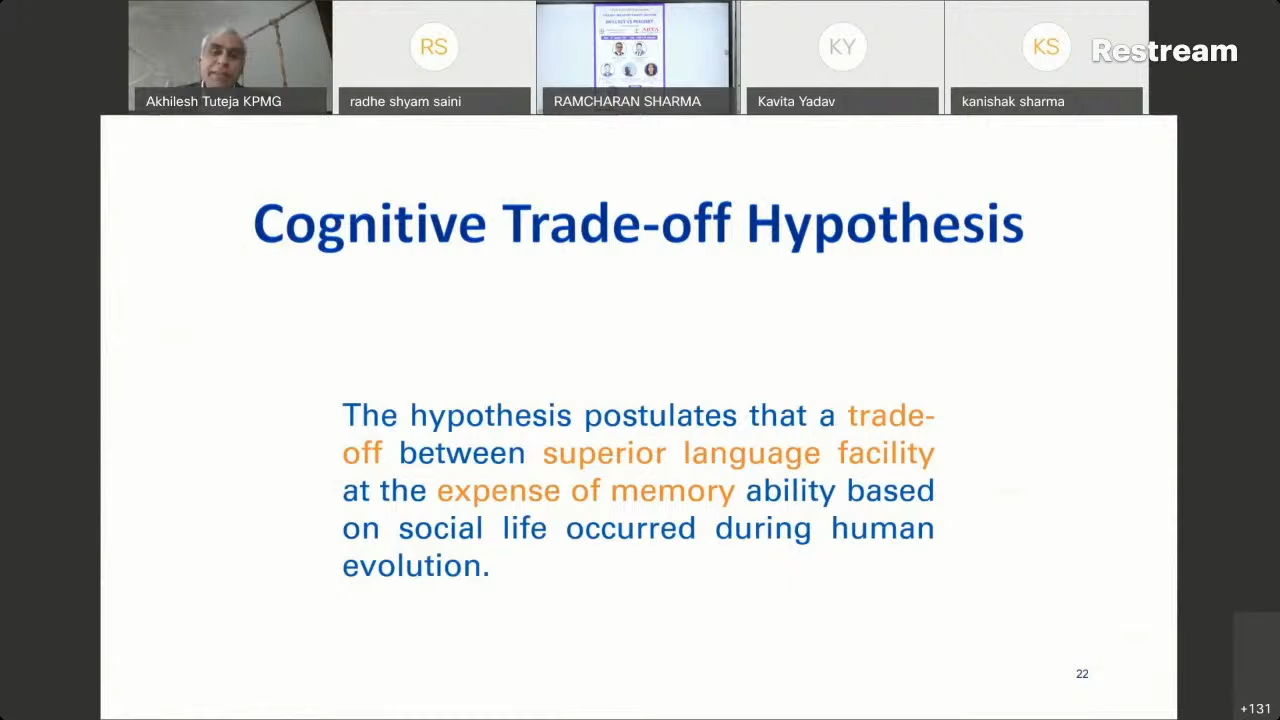 RS
KY
KS
Restream
Akhilesh Tuteja KPMG
radhe shyam saini
RAMCHARAN SHARMA
Kavita Yadav
kanishak sharma
Cognitive Trade-off Hypothesis
The hypothesis postulates that a trade-
off between superior language facility
at the expense of memory ability based
on social life occurred during human
evolution.
22
+131